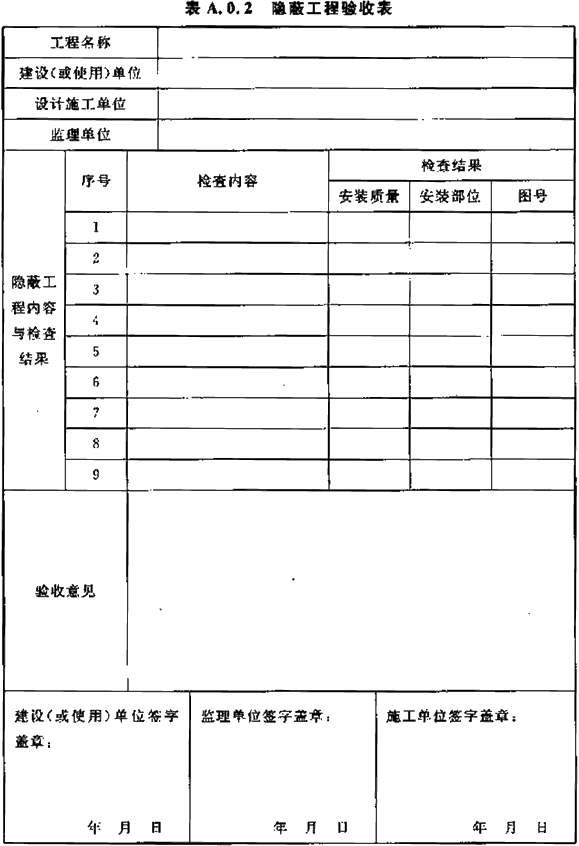 表 A.0.2 隐蔽工程验收表
工程名称
建设(或使用)单位
设计施工单位
监理单位
序号 检查内容 检查结果
安装质量 安装部位 图号
隐蔽工
程内容
与检查
结果
1
2
3
4
5
6
7
8
9
验收意见
建设(或使用)单位签字
盖章:
年 月 日
监理单位签字盖章:
年 月 日
施工单位签字盖章:
年 月 日